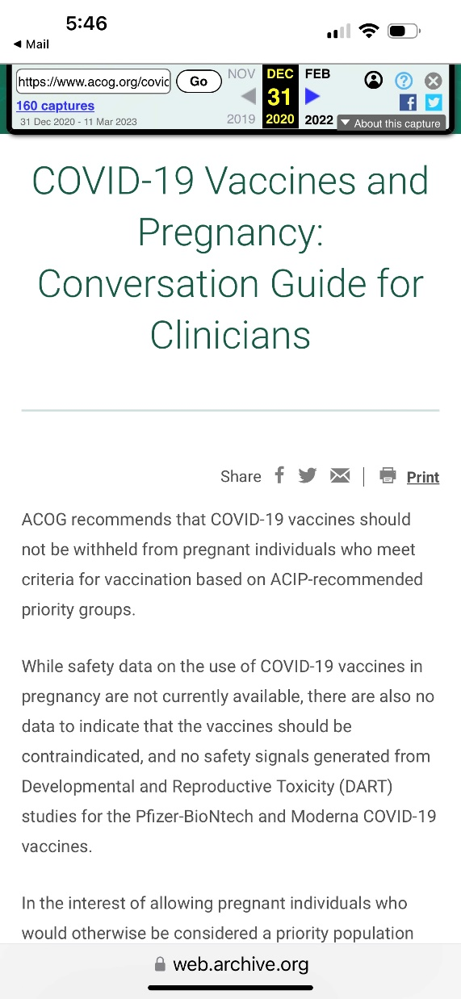 5:46
◄ Mail
https://www.acog.org/covic
Go
NOV
DEC
FEB
160 captures
31
31 Dec 2020 - 11 Mar 2023
2019
2020
2022
▼ About this capture
COVID-19 Vaccines and
Pregnancy:
Conversation Guide for
Clinicians
Share
Print
ACOG recommends that COVID-19 vaccines should
not be withheld from pregnant individuals who meet
criteria for vaccination based on ACIP-recommended
priority groups.
While safety data on the use of COVID-19 vaccines in
pregnancy are not currently available, there are also no
data to indicate that the vaccines should be
contraindicated, and no safety signals generated from
Developmental and Reproductive Toxicity (DART)
studies for the Pfizer-BioNtech and Moderna COVID-19
vaccines.
In the interest of allowing pregnant individuals who
would otherwise be considered a priority population
web.archive.org